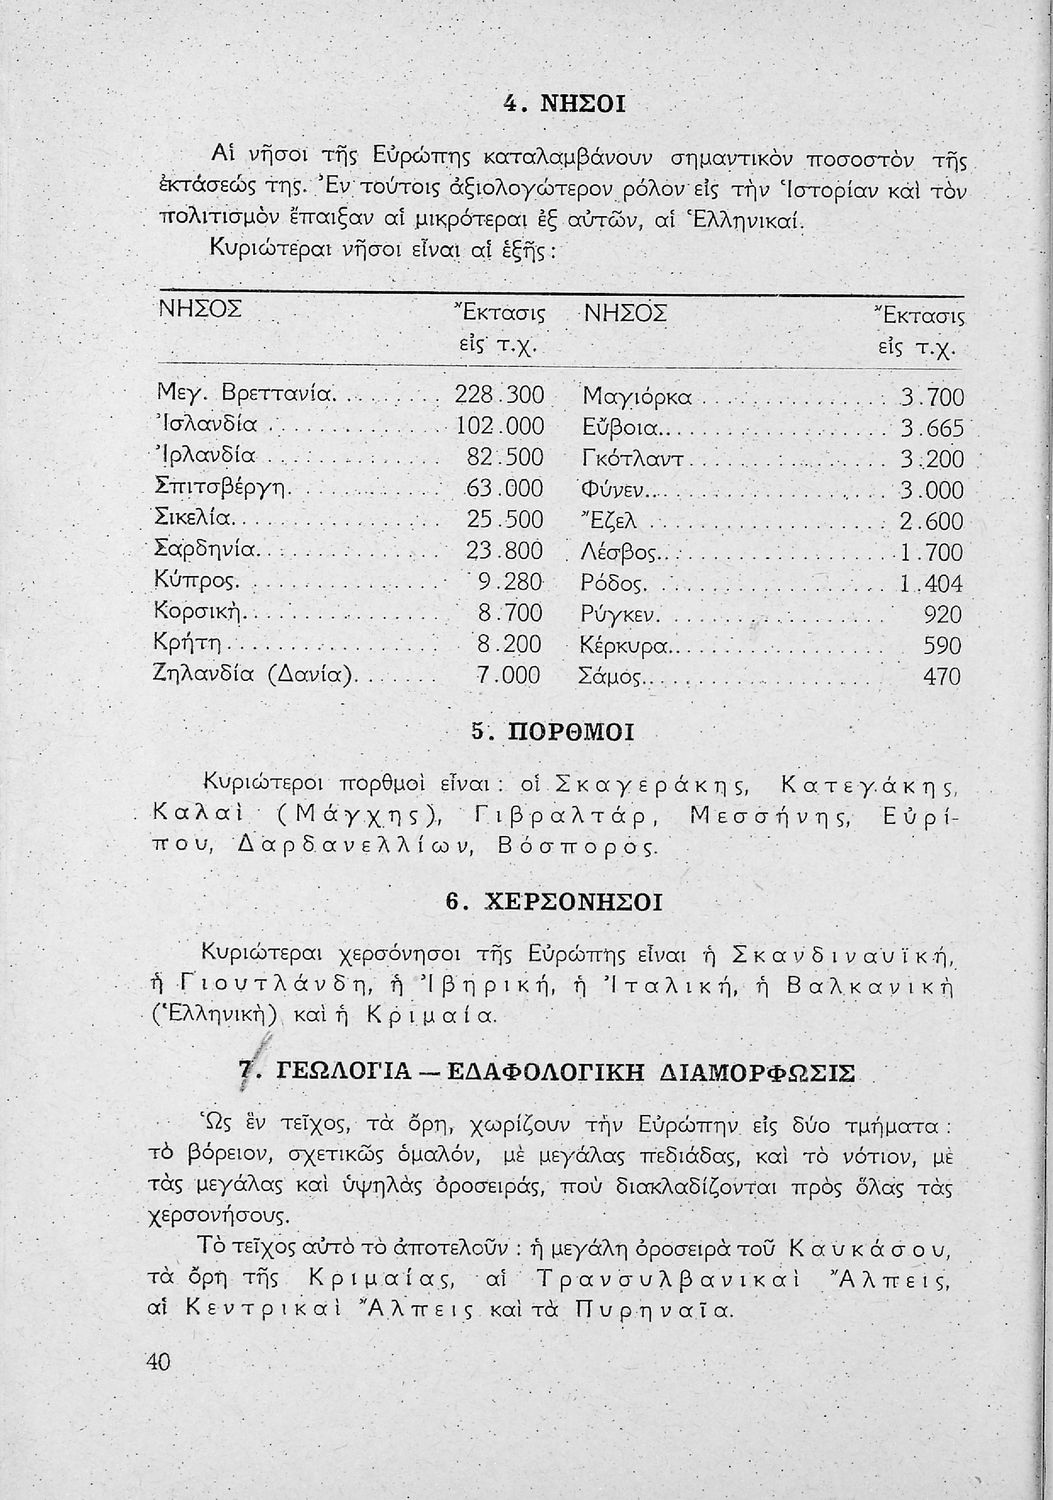 4. ΝΗΣΟΙ
Αἱ νῆσοι τῆς Εὐρώπης καταλαμβάνουν σημαντικὸν ποσοστὸν τῆς
ἐκτάσεώς της. Ἐν τούτοις ἀξιολογώτερον ρόλον εἰς τὴν Ἱστορίαν καὶ τὸν
πολιτισμὸν ἔπαιξαν αἱ μικρότεραι ἐξ αὐτῶν, αἱ Ἑλληνικαί.
Κυριώτεραι νῆσοι εἶναι αἱ ἑξῆς :
ΝΗΣΟΣ Ἔκτασις εἰς τ.χ. ΝΗΣΟΣ Ἔκτασις εἰς τ.χ.
Μεγ. Βρεττανία. 228.300 Μαγιόρκα 3.700
Ἰσλανδία 102.000 Εὔβοια 3.665
Ἰρλανδία 82.500 Γκότλαντ 3.200
Σπιτσβέργη. 63.000 Φύνεν 3.000
Σικελία 25.500 Ἔζελ 2.600
Σαρδηνία 23.800 Λέσβος 1.700
Κύπρος 9.280 Ρόδος 1.404
Κορσικὴ 8.700 Ρύγκεν 920
Κρήτη 8.200 Κέρκυρα 590
Ζηλανδία (Δανία) 7.000 Σάμος 470
5. ΠΟΡΘΜΟΙ
Κυριώτεροι πορθμοὶ εἶναι : οἱ Σκαγεράκης, Κατεγάκης,
Καλαὶ (Μάγχης), Γιβραλτάρ, Μεσσήνης, Εὐρί-
που, Δαρδανελλίων, Βόσπορος.
6. ΧΕΡΣΟΝΗΣΟΙ
Κυριώτεραι χερσόνησοι τῆς Εὐρώπης εἶναι ἡ Σκανδιναυϊκή,
ἡ Γιουτλάνδη, ἡ Ἰβηρική, ἡ Ἰταλική, ἡ Βαλκανικὴ
(Ἑλληνικὴ) καὶ ἡ Κριμαία.
7. ΓΕΩΛΟΓΙΑ — ΕΔΑΦΟΛΟΓΙΚΗ ΔΙΑΜΟΡΦΩΣΙΣ
Ὡς ἓν τεῖχος, τὰ ὄρη, χωρίζουν τὴν Εὐρώπην εἰς δύο τμήματα :
τὸ βόρειον, σχετικῶς ὁμαλόν, μὲ μεγάλας πεδιάδας, καὶ τὸ νότιον, μὲ
τὰς μεγάλας καὶ ὑψηλὰς ὀροσειράς, ποὺ διακλαδίζονται πρὸς ὅλας τὰς
χερσονήσους.
Τὸ τεῖχος αὐτὸ τὸ ἀποτελοῦν : ἡ μεγάλη ὀροσειρὰ τοῦ Καυκάσου,
τὰ ὄρη τῆς Κριμαίας, αἱ Τρανσυλβανικαὶ Ἄλπεις,
αἱ Κεντρικαὶ Ἄλπεις καὶ τὰ Πυρηναῖα.
40